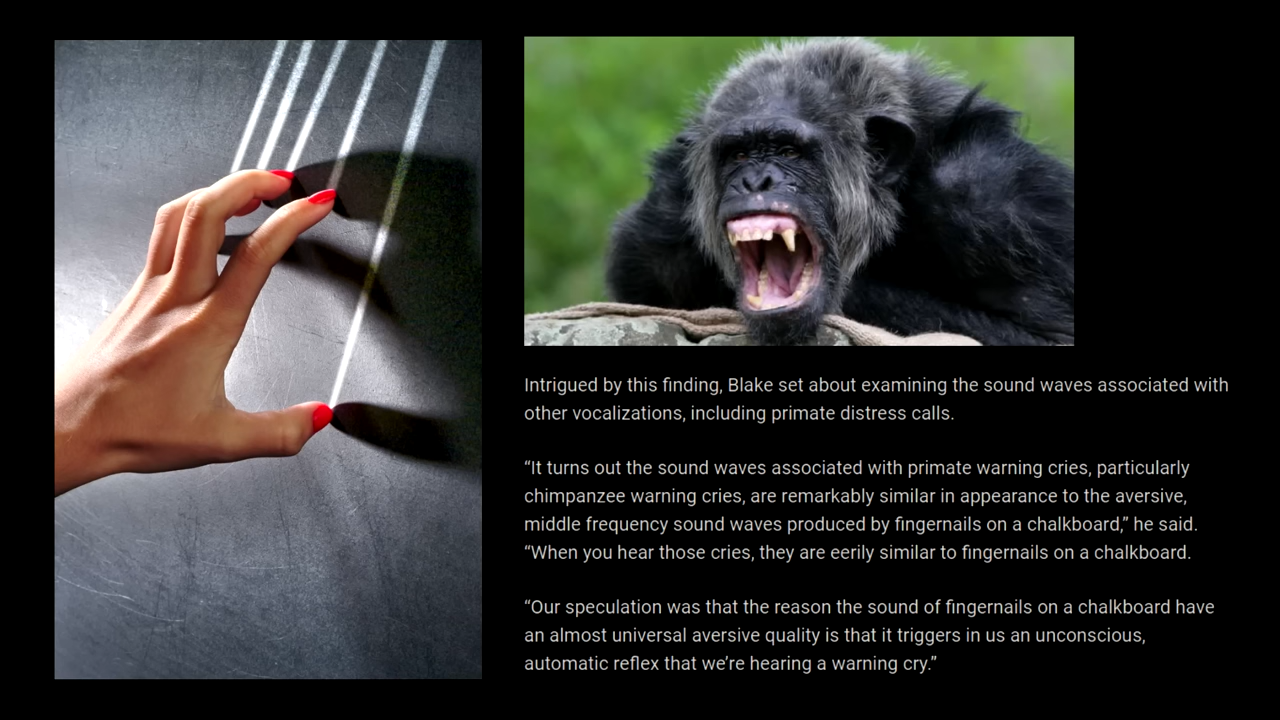 Intrigued by this finding, Blake set about examining the sound waves associated with
other vocalizations, including primate distress calls.
“It turns out the sound waves associated with primate warning cries, particularly
chimpanzee warning cries, are remarkably similar in appearance to the aversive,
middle frequency sound waves produced by fingernails on a chalkboard,” he said.
“When you hear those cries, they are eerily similar to fingernails on a chalkboard.
“Our speculation was that the reason the sound of fingernails on a chalkboard have
an almost universal aversive quality is that it triggers in us an unconscious,
automatic reflex that we’re hearing a warning cry.”